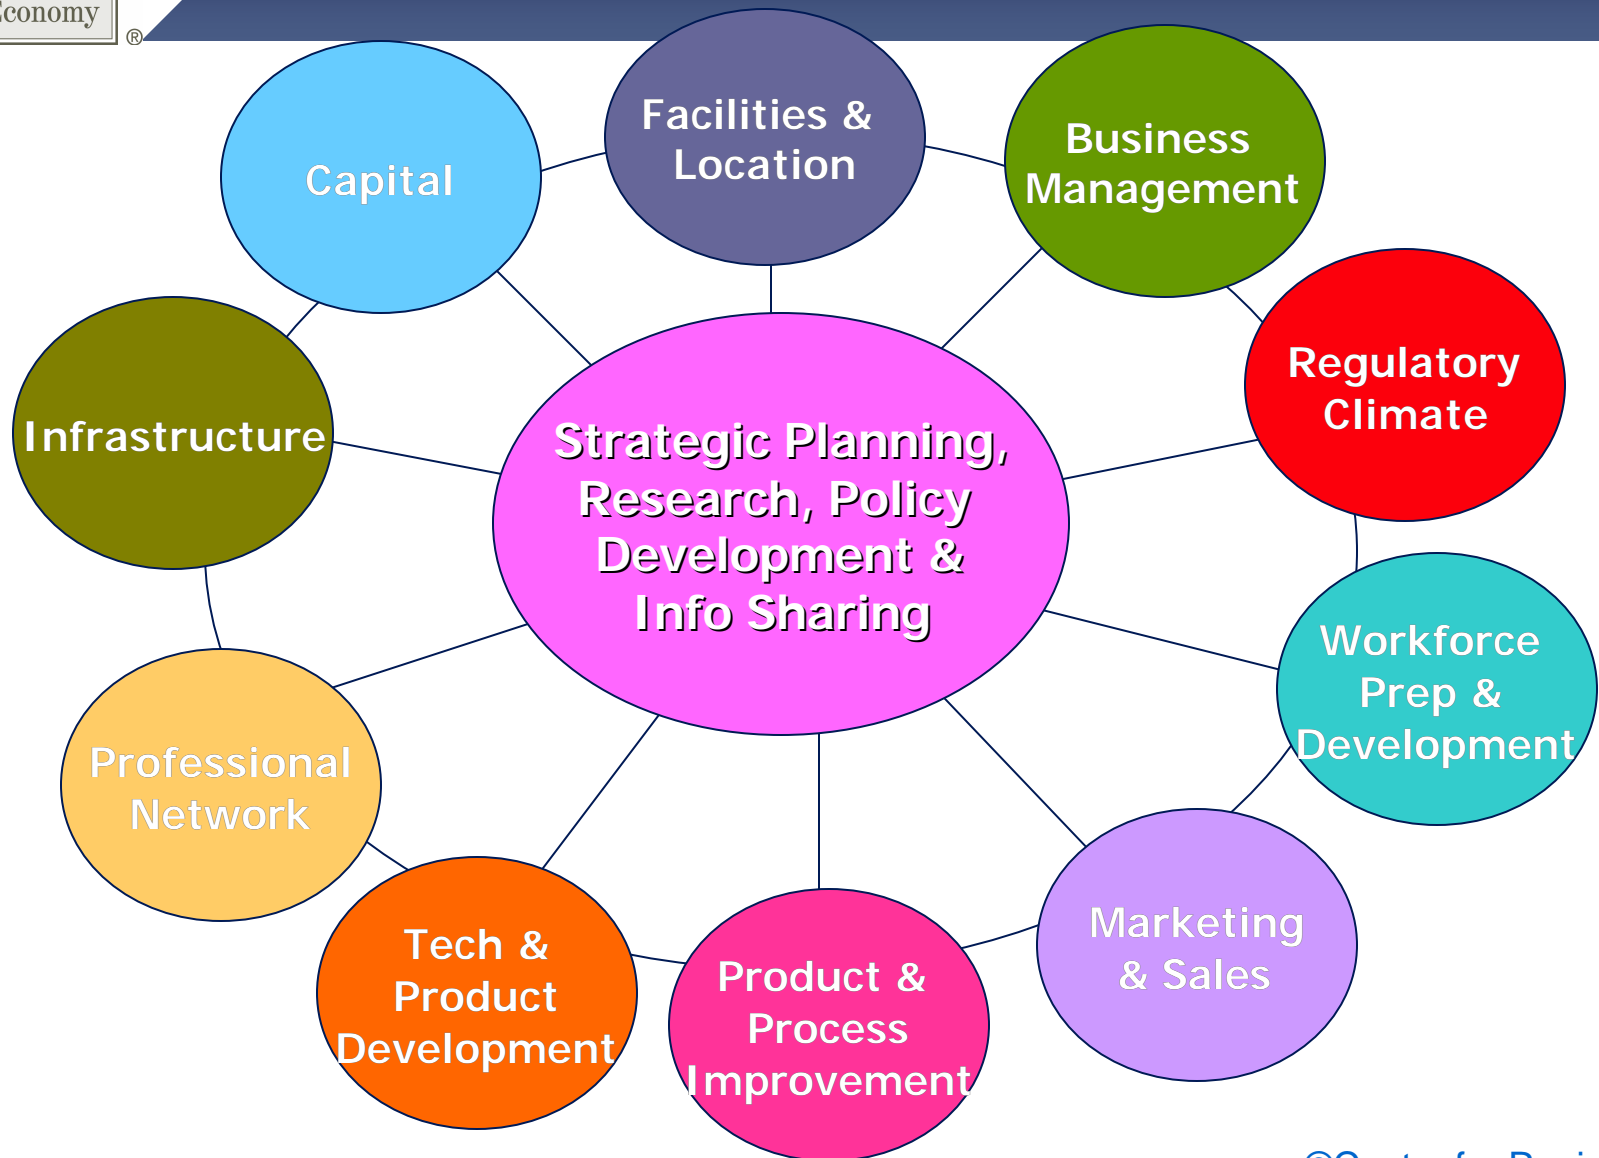 Economy
®
Capital
Facilities &
Location
Business
Management
Regulatory
Climate
Infrastructure
Strategic Planning,
Research, Policy
Development &
Info Sharing
Workforce
Prep &
Development
Professional
Network
Marketing
& Sales
Tech &
Product
Development
Product &
Process
Improvement